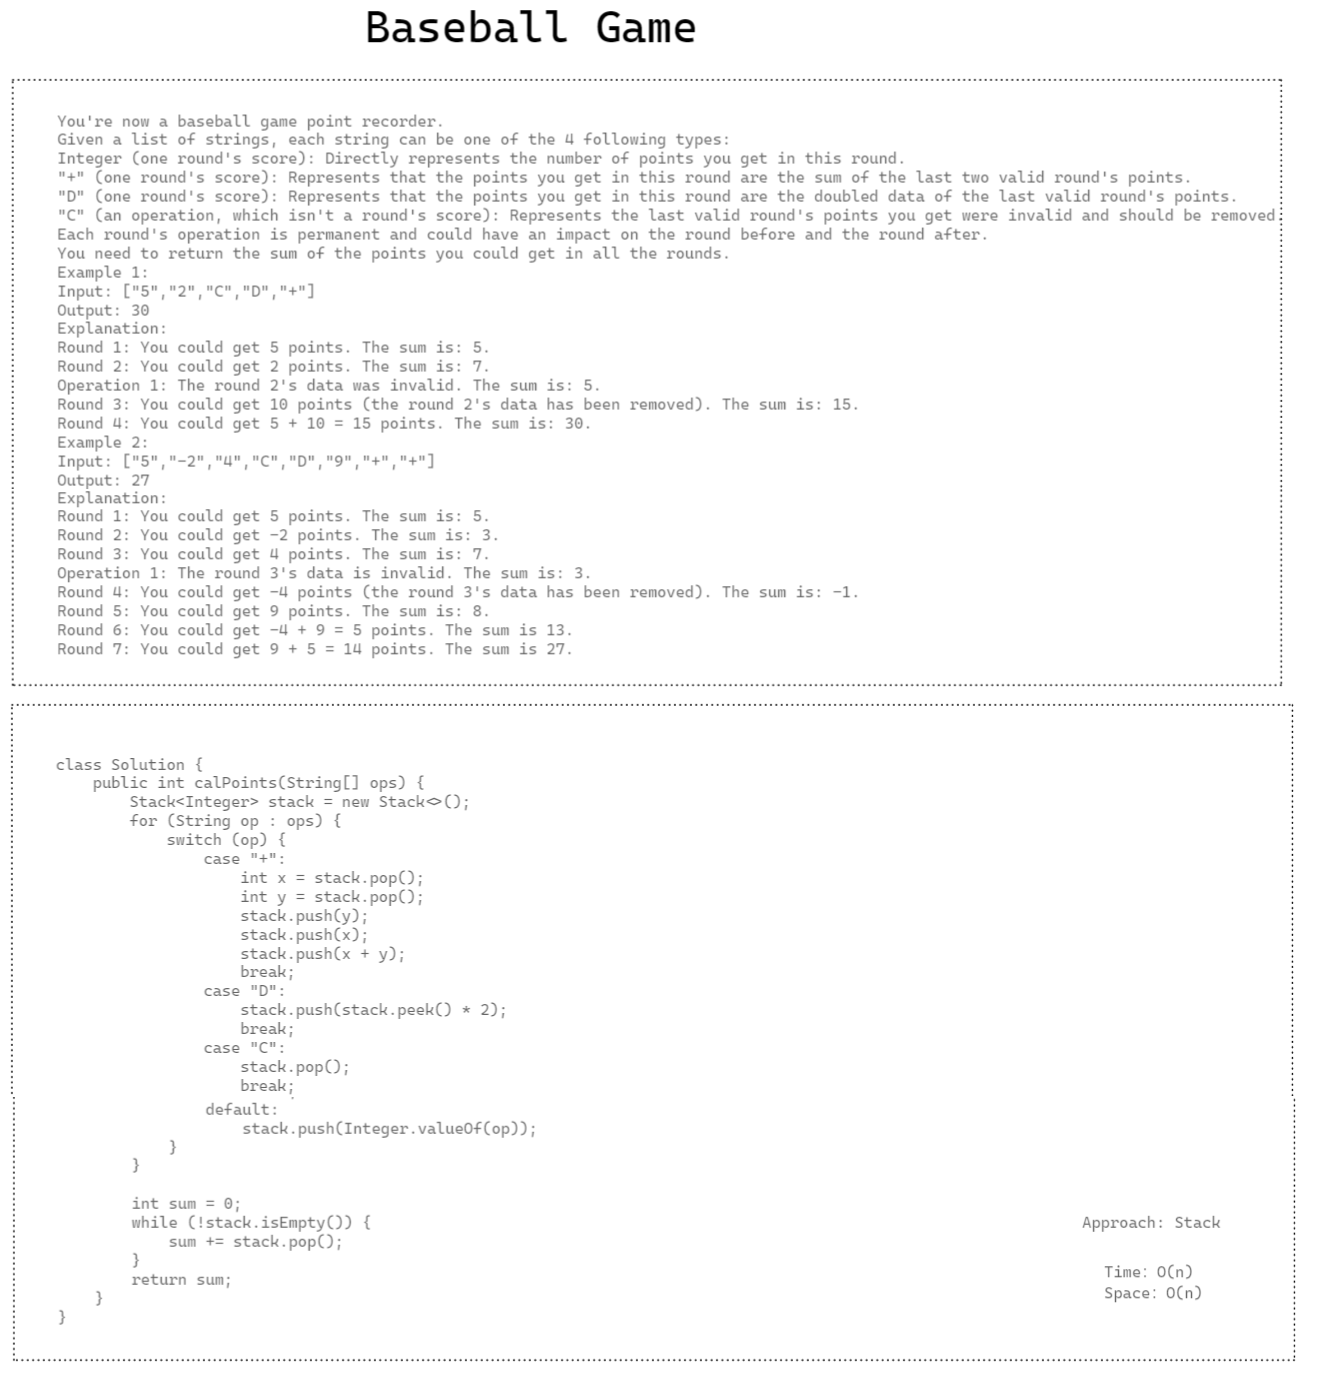 Baseball Game
You're now a baseball game point recorder.
Given a list of strings, each string can be one of the 4 following types:
Integer (one round's score): Directly represents the number of points you get in this round.
"+" (one round's score): Represents that the points you get in this round are the sum of the last two valid round's points.
"D" (one round's score): Represents that the points you get in this round are the doubled data of the last valid round's points.
"C" (an operation, which isn't a round's score): Represents the last valid round's points you get were invalid and should be removed.
Each round's operation is permanent and could have an impact on the round before and the round after.
You need to return the sum of the points you could get in all the rounds.
Example 1:
Input: ["5","2","C","D","+"]
Output: 30
Explanation:
Round 1: You could get 5 points. The sum is: 5.
Round 2: You could get 2 points. The sum is: 7.
Operation 1: The round 2's data was invalid. The sum is: 5.
Round 3: You could get 10 points (the round 2's data has been removed). The sum is: 15.
Round 4: You could get 5 + 10 = 15 points. The sum is: 30.
Example 2:
Input: ["5","-2","4","C","D","9","+","+"]
Output: 27
Explanation:
Round 1: You could get 5 points. The sum is: 5.
Round 2: You could get -2 points. The sum is: 3.
Round 3: You could get 4 points. The sum is: 7.
Operation 1: The round 3's data is invalid. The sum is: 3.
Round 4: You could get -4 points (the round 3's data has been removed). The sum is: -1.
Round 5: You could get 9 points. The sum is: 8.
Round 6: You could get -4 + 9 = 5 points. The sum is 13.
Round 7: You could get 9 + 5 = 14 points. The sum is 27.
class Solution {
    public int calPoints(String[] ops) {
        Stack<Integer> stack = new Stack<>();
        for (String op : ops) {
            switch (op) {
                case "+":
                    int x = stack.pop();
                    int y = stack.pop();
                    stack.push(y);
                    stack.push(x);
                    stack.push(x + y);
                    break;
                case "D":
                    stack.push(stack.peek() * 2);
                    break;
                case "C":
                    stack.pop();
                    break;
                default:
                    stack.push(Integer.valueOf(op));
            }
        }
        int sum = 0;
        while (!stack.isEmpty()) {
            sum += stack.pop();
        }
        return sum;
    }
}
Approach: Stack
Time: O(n)
Space: O(n)